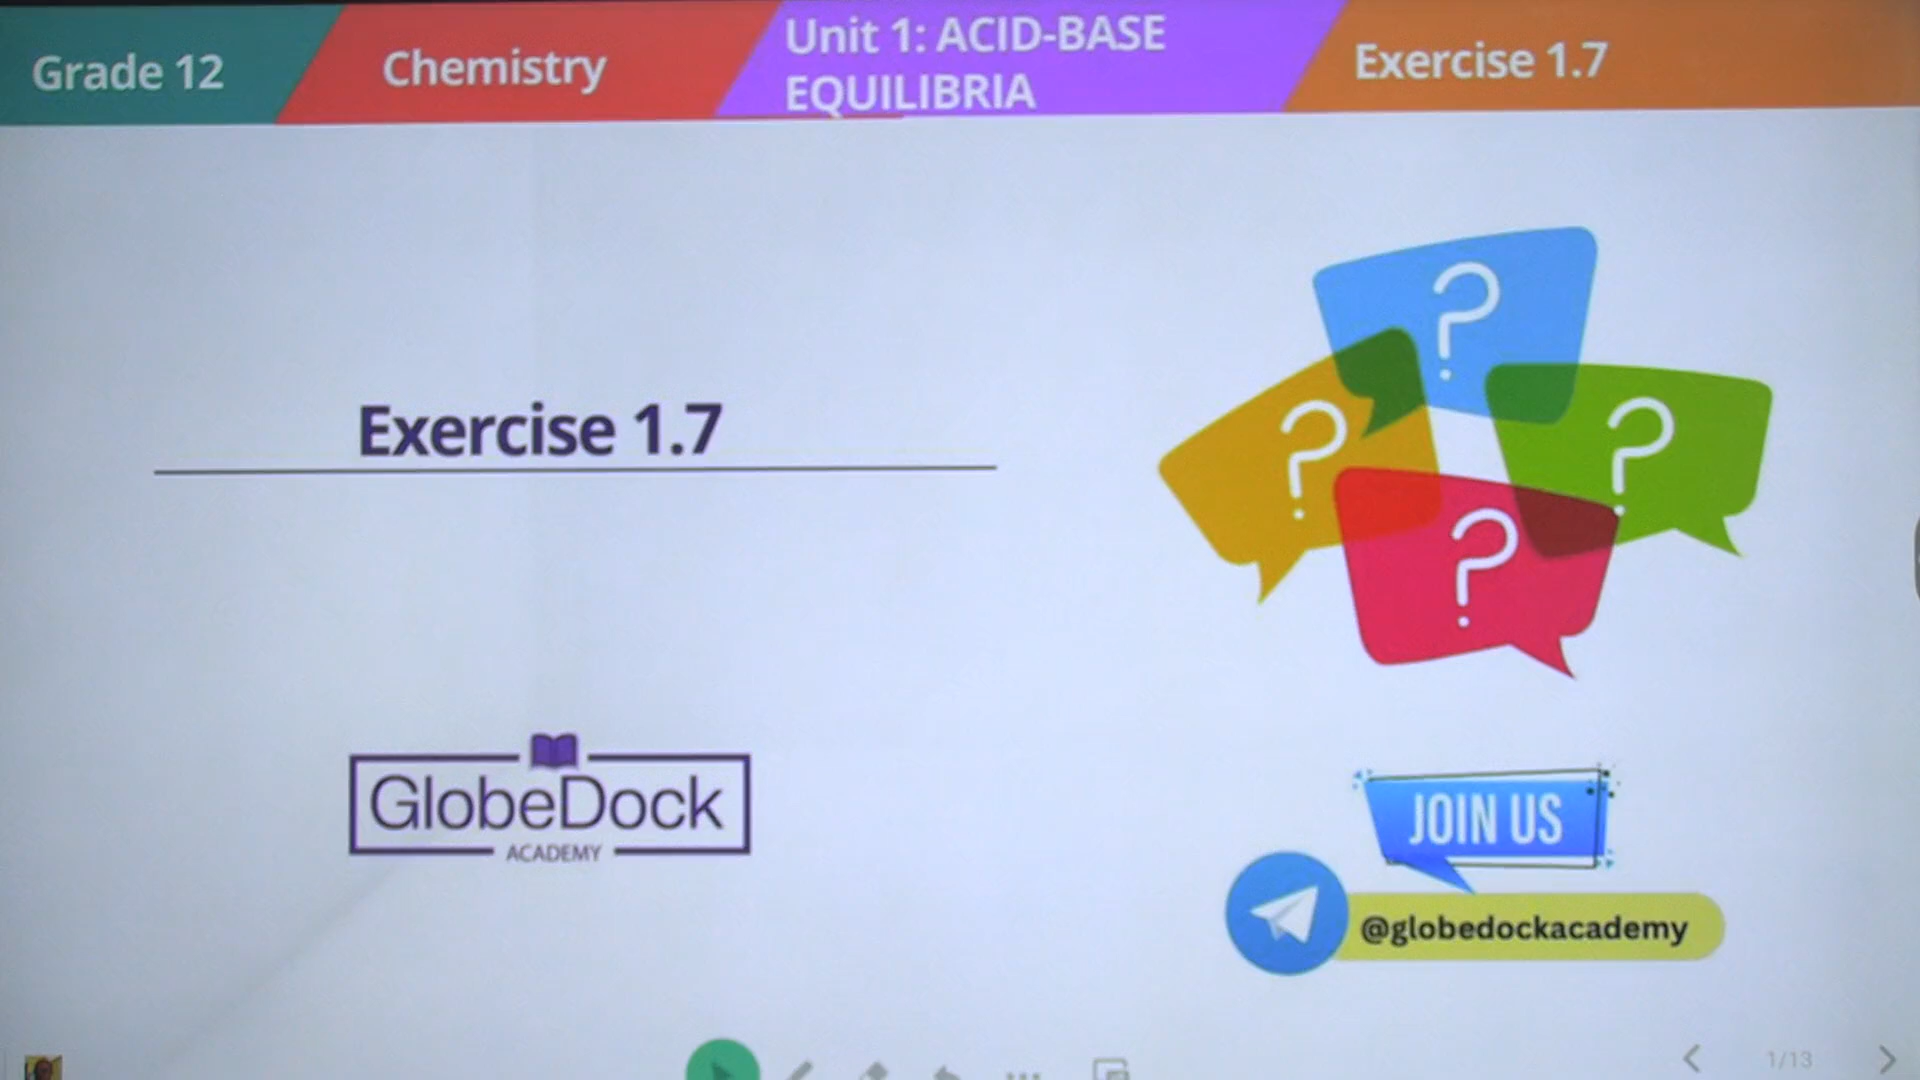 Grade 12
Chemistry
Unit 1: ACID-BASE
EQUILIBRIA
Exercise 1.7
Exercise 1.7
?
?
?
?
GlobeDock
ACADEMY
JOIN US
@globedockacademy
1/13